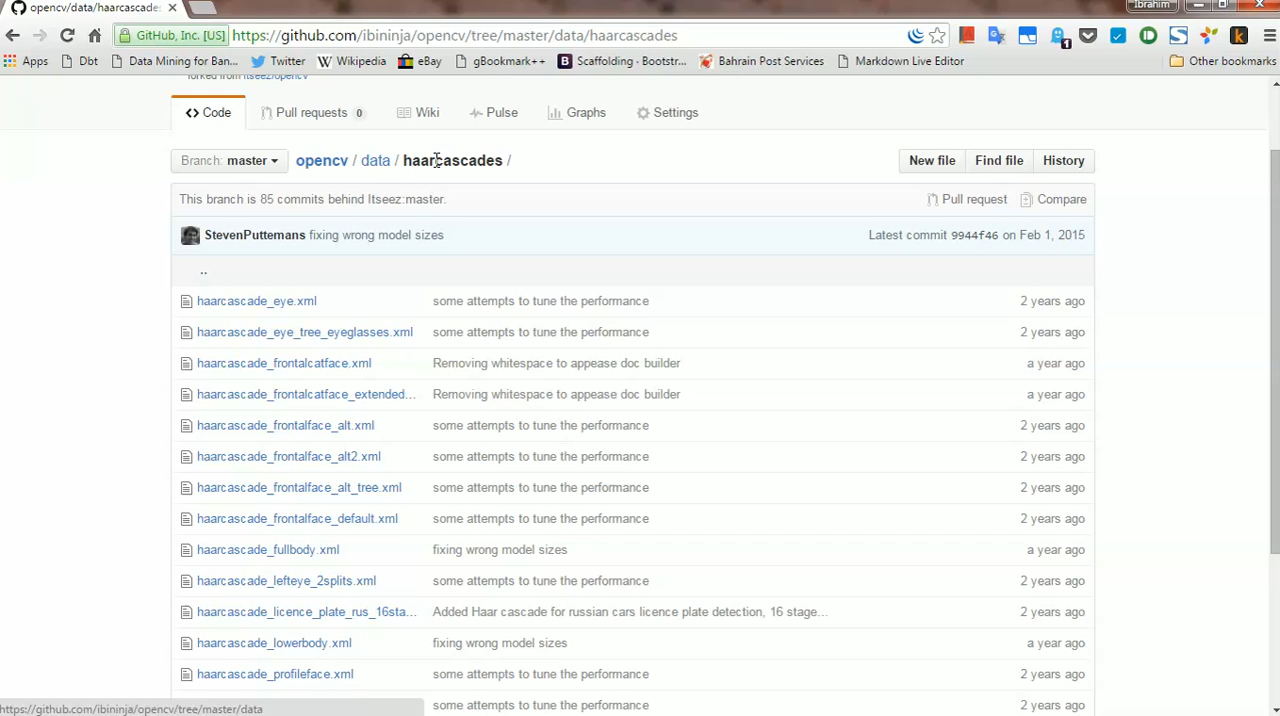 opencv/data/haarcascades
Ibrahim
GitHub, Inc. [US]
https://github.com/ibininja/opencv/tree/master/data/haarcascades
1
Apps
Dbt
Data Mining for Ban...
Twitter
Wikipedia
eBay
gBookmark++
Scaffolding - Bootstr...
Bahrain Post Services
Markdown Live Editor
Other bookmarks
forked from Itseez/opencv
Code
Pull requests 0
Wiki
Pulse
Graphs
Settings
Branch: master
opencv / data / haarcascades /
New file
Find file
History
This branch is 85 commits behind Itseez:master.
Pull request
Compare
StevenPuttemans fixing wrong model sizes
Latest commit 9944f46 on Feb 1, 2015
..
haarcascade_eye.xml some attempts to tune the performance 2 years ago
haarcascade_eye_tree_eyeglasses.xml some attempts to tune the performance 2 years ago
haarcascade_frontalcatface.xml Removing whitespace to appease doc builder a year ago
haarcascade_frontalcatface_extended... Removing whitespace to appease doc builder a year ago
haarcascade_frontalface_alt.xml some attempts to tune the performance 2 years ago
haarcascade_frontalface_alt2.xml some attempts to tune the performance 2 years ago
haarcascade_frontalface_alt_tree.xml some attempts to tune the performance 2 years ago
haarcascade_frontalface_default.xml some attempts to tune the performance 2 years ago
haarcascade_fullbody.xml fixing wrong model sizes a year ago
haarcascade_lefteye_2splits.xml some attempts to tune the performance 2 years ago
haarcascade_licence_plate_rus_16sta... Added Haar cascade for russian cars licence plate detection, 16 stage... 2 years ago
haarcascade_lowerbody.xml fixing wrong model sizes a year ago
haarcascade_profileface.xml some attempts to tune the performance 2 years ago
some attempts to tune the performance 2 years ago
https://github.com/ibininja/opencv/tree/master/data